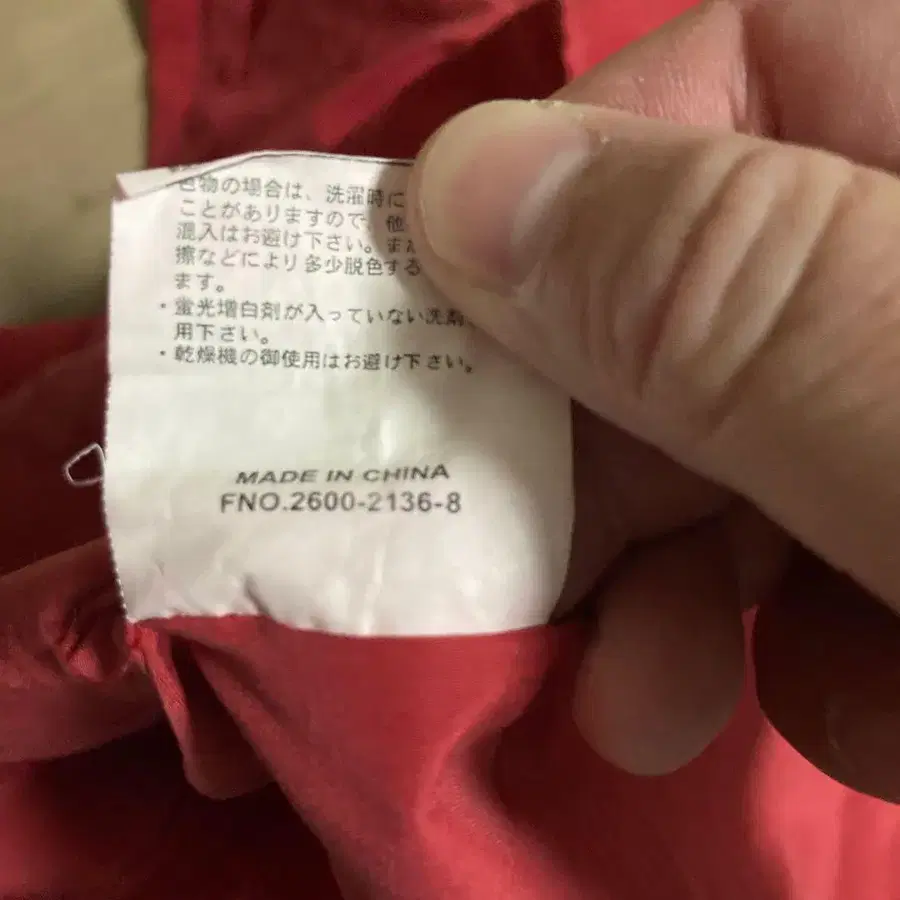 色物の場合は、洗濯時に
ことがありますので、他
混入はお避け下さい。また
擦などにより多少脱色する
ます。
・蛍光増白剤が入っていない洗剤
用下さい。
・乾燥機の御使用はお避け下さい。
MADE IN CHINA
FNO.2600-2136-8